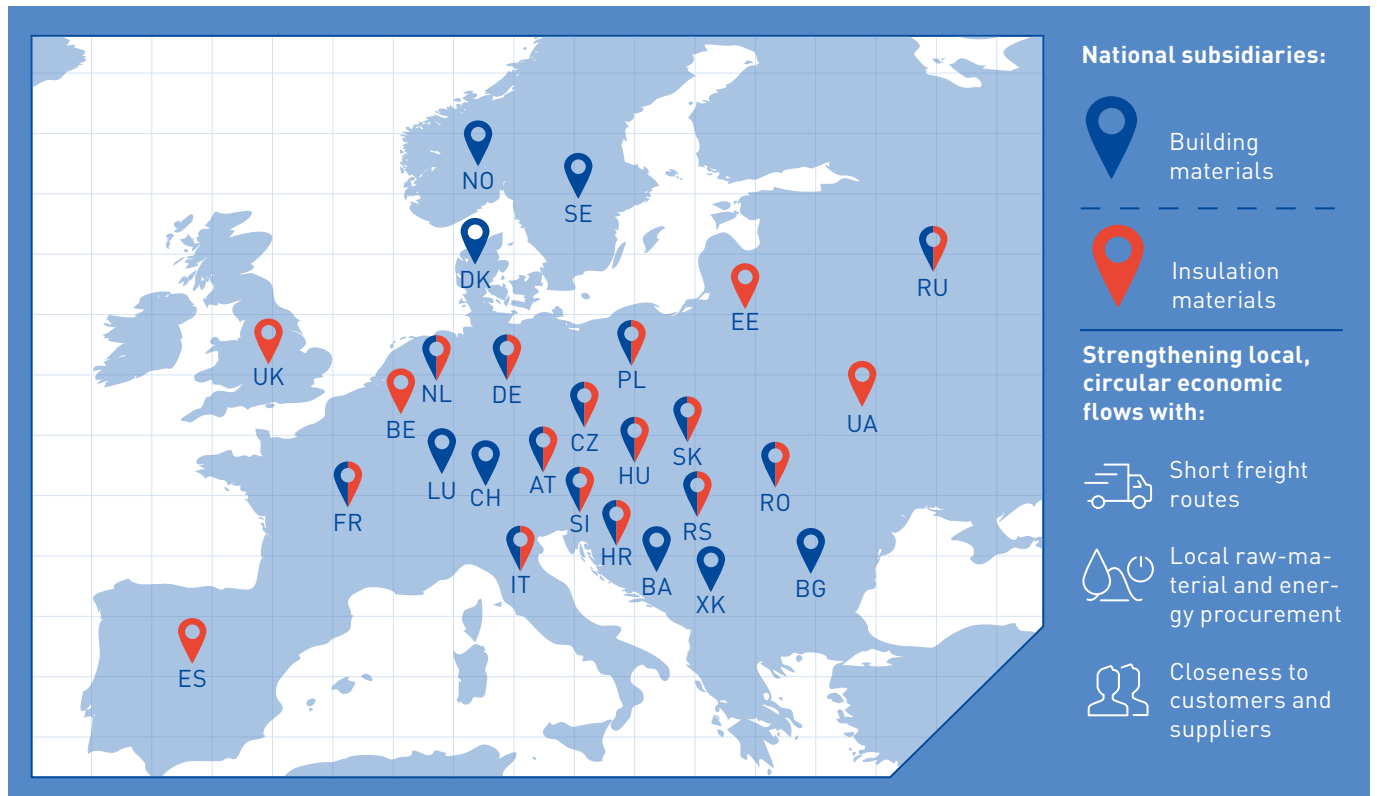 National subsidiaries:
Building
materials
Insulation
materials
Strengthening local,
circular economic
flows with:
Short freight
routes
Local raw-ma-
terial and ener-
gy procurement
Closeness to
customers and
suppliers
NO
SE
DK
RU
EE
UK
NL
DE
PL
BE
UA
CZ
SK
HU
LU
CH
AT
RO
FR
SI
RS
HR
IT
BA
XK
BG
ES